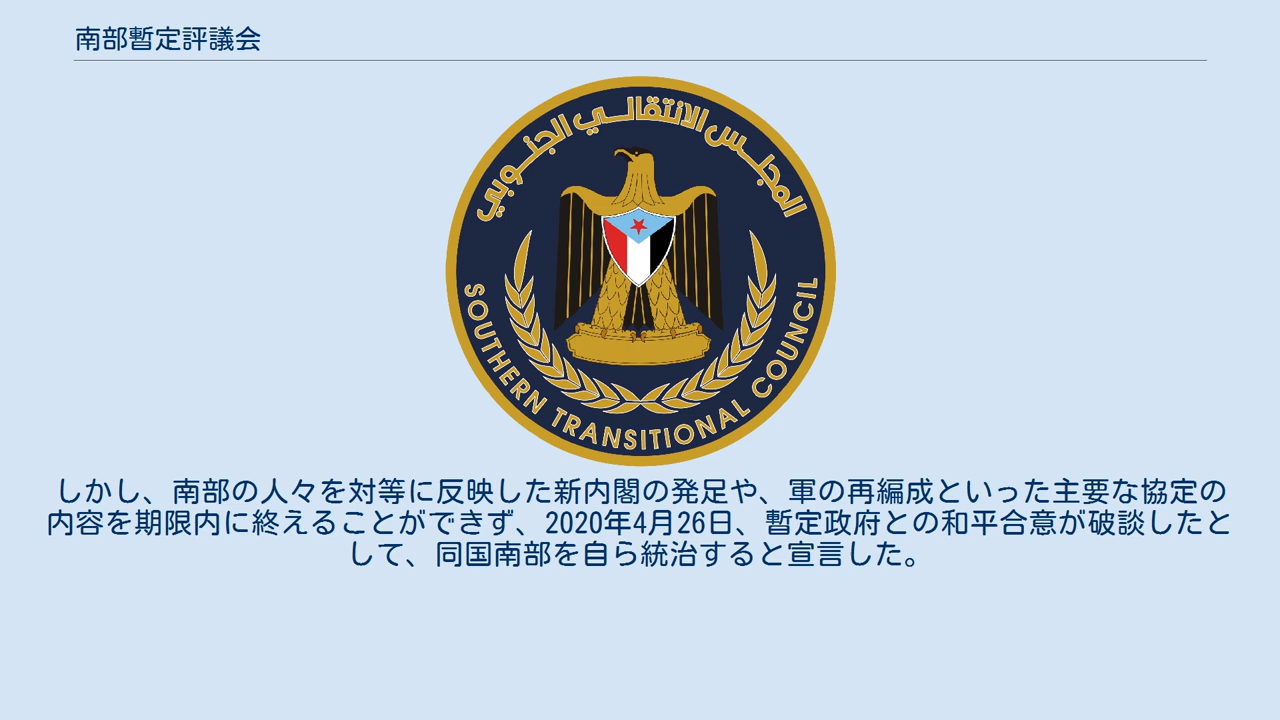 南部暫定評議会
المجلس الانتقالي الجنوبي
SOUTHERN TRANSITIONAL COUNCIL
しかし、南部の人々を対等に反映した新内閣の発足や、軍の再編成といった主要な協定の
内容を期限内に終えることができず、2020年4月26日、暫定政府との和平合意が破談したと
して、同国南部を自ら統治すると宣言した。